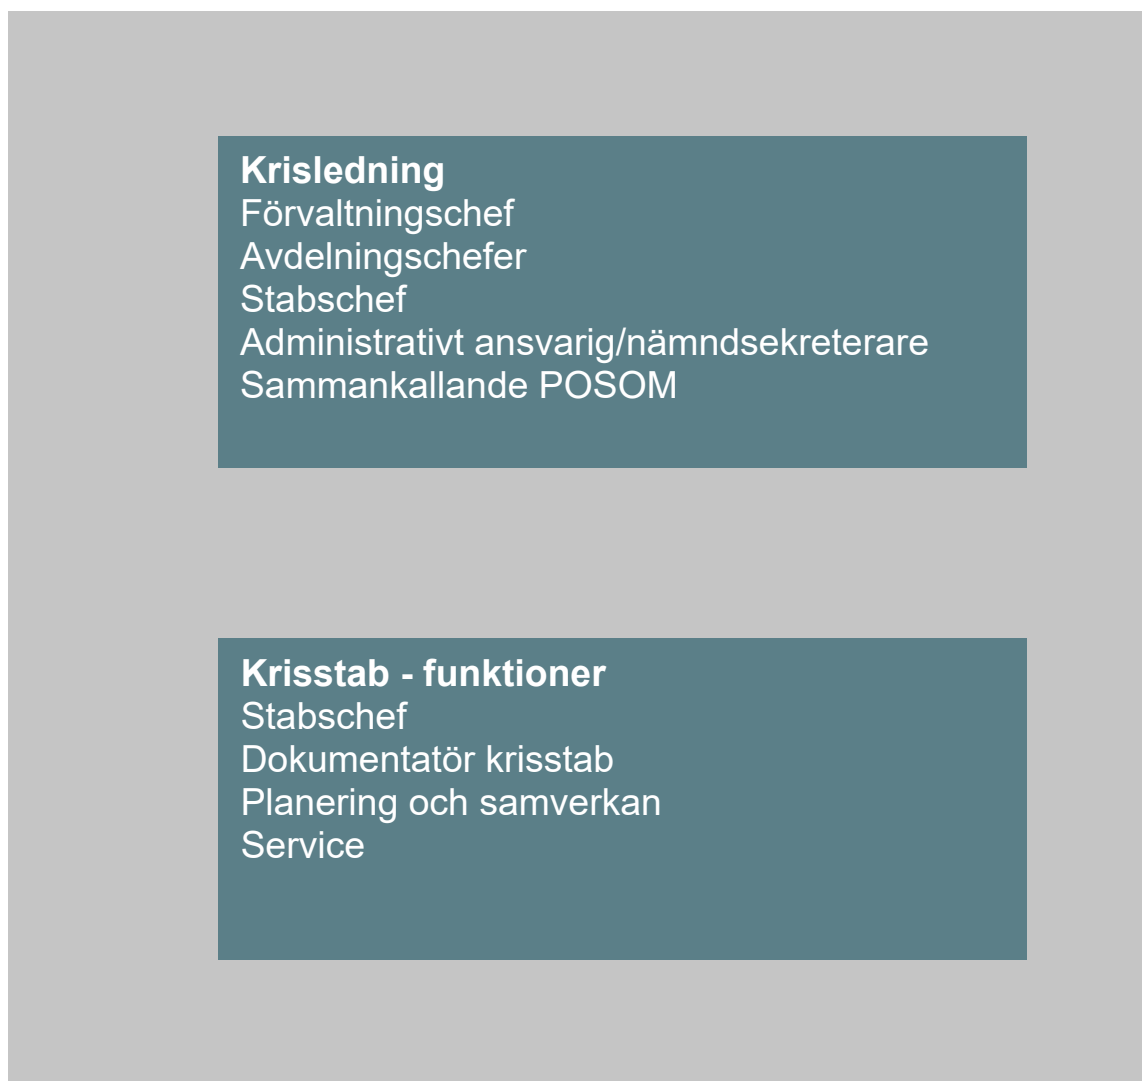 Krisledning
Förvaltningschef
Avdelningschefer
Stabschef
Administrativt ansvarig/nämndsekreterare
Sammankallande POSOM
Krisstab - funktioner
Stabschef
Dokumentatör krisstab
Planering och samverkan
Service